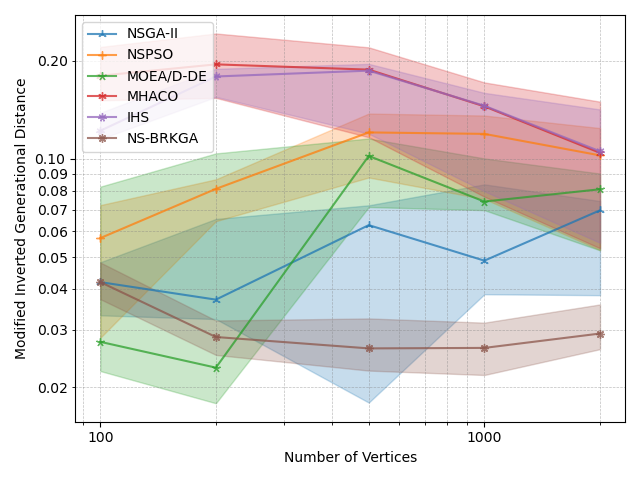 NSGA-II
NSPSO
MOEA/D-DE
MHACO
IHS
NS-BRKGA
0.20
0.10
0.09
0.08
0.07
0.06
0.05
0.04
0.03
0.02
Modified Inverted Generational Distance
100
1000
Number of Vertices